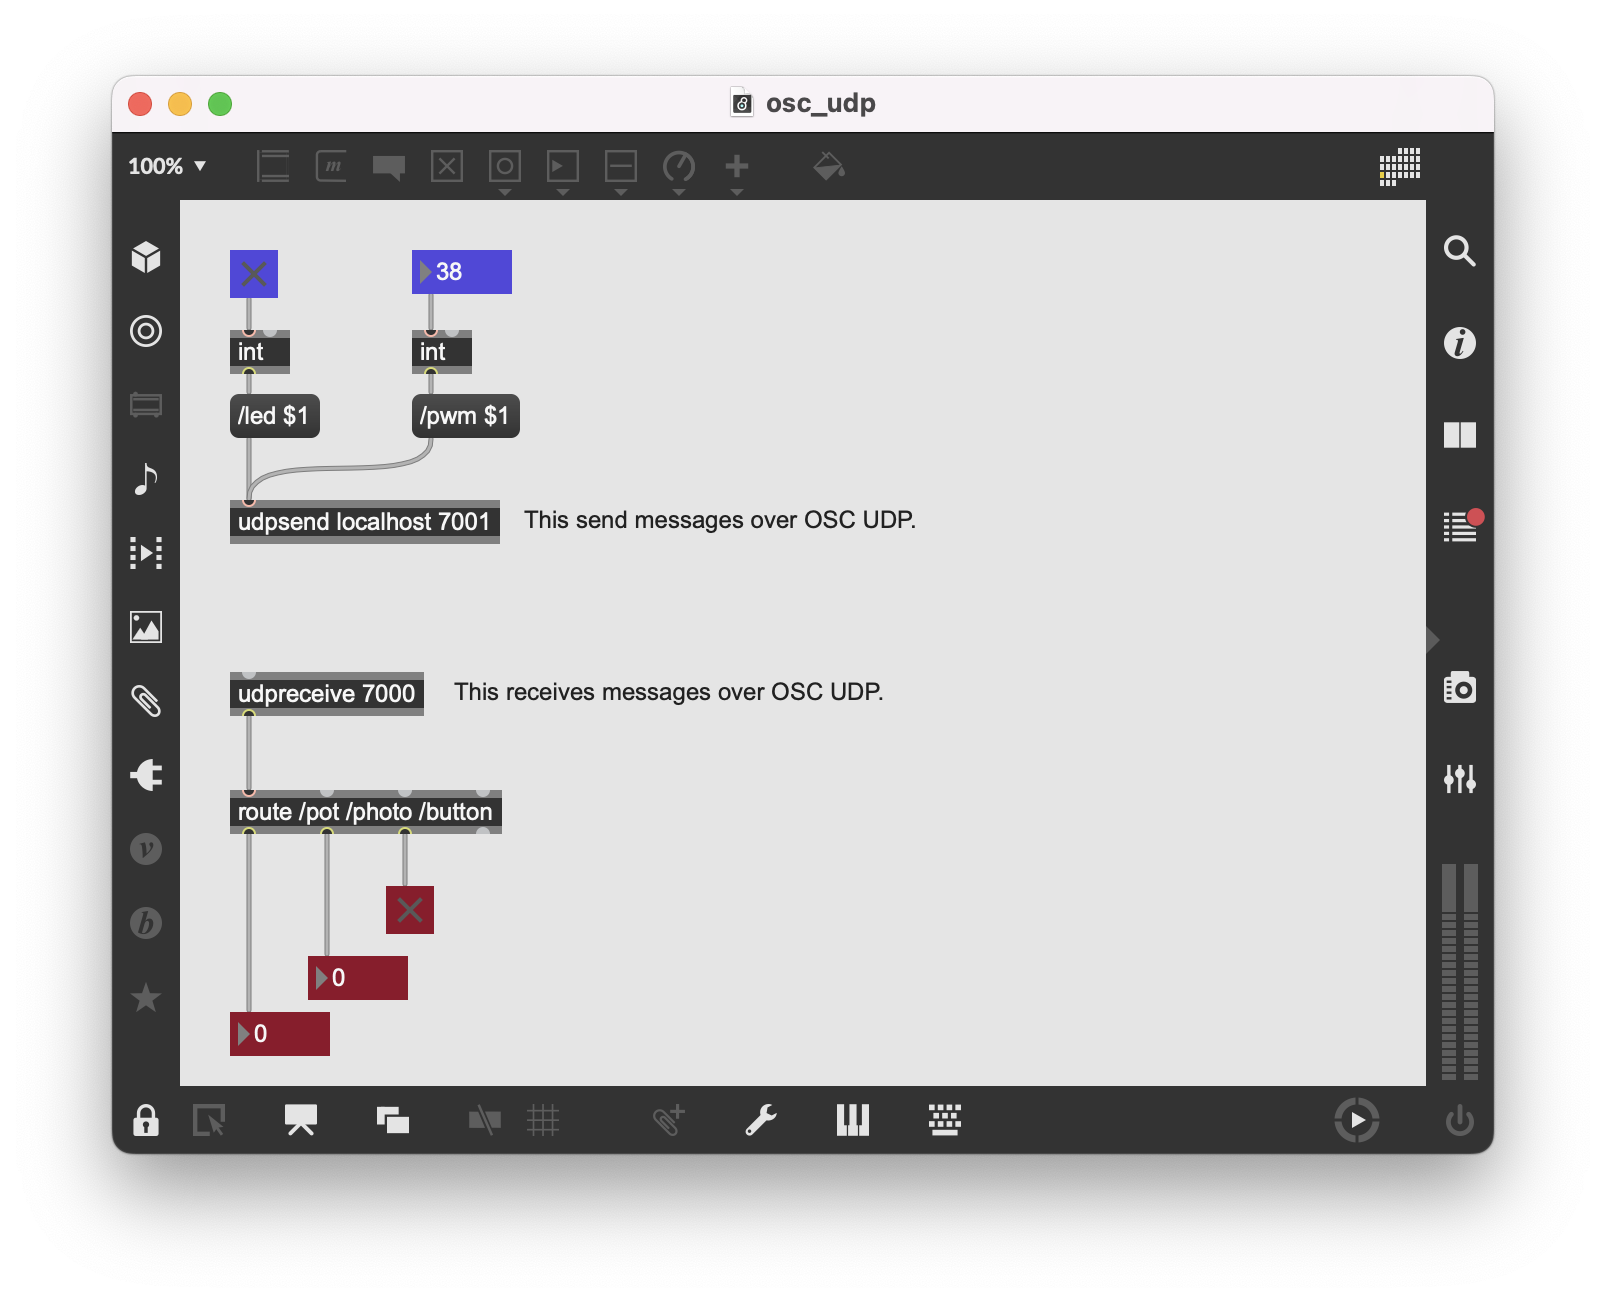 osc_udp
100%
38
int
int
/led $1
/pwm $1
udpsend localhost 7001
This send messages over OSC UDP.
udpreceive 7000
This receives messages over OSC UDP.
route /pot /photo /button
0
0